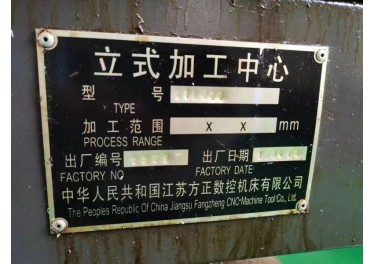 立式加工中心
型 号
TYPE
加工范围 X X mm
PROCESS RANGE
出厂编号 出厂日期
FACTORY NO FACTORY DATE
中华人民共和国江苏方正数控机床有限公司
The Peoples Republic Of China Jiangsu Fangzheng CNC-Machine Tool Co., Ltd.